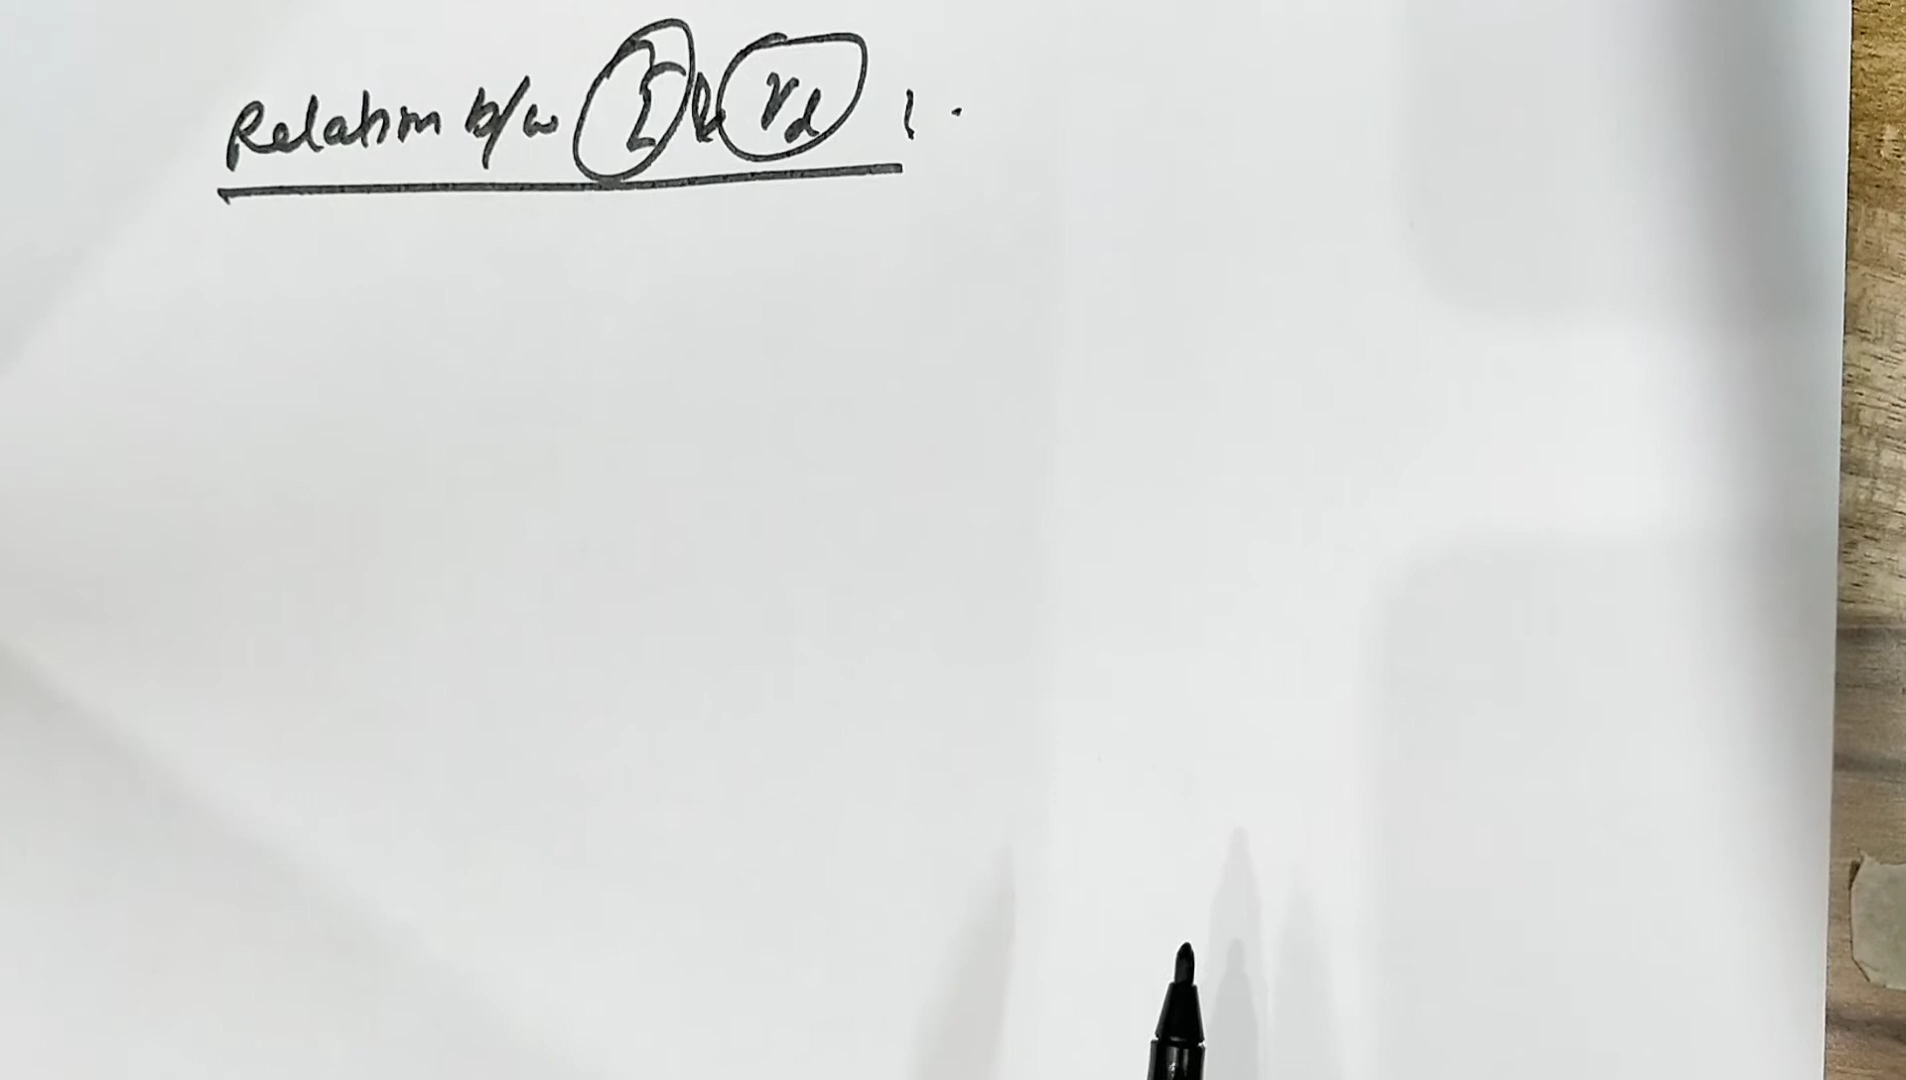 Relation b/w I & Vd :-